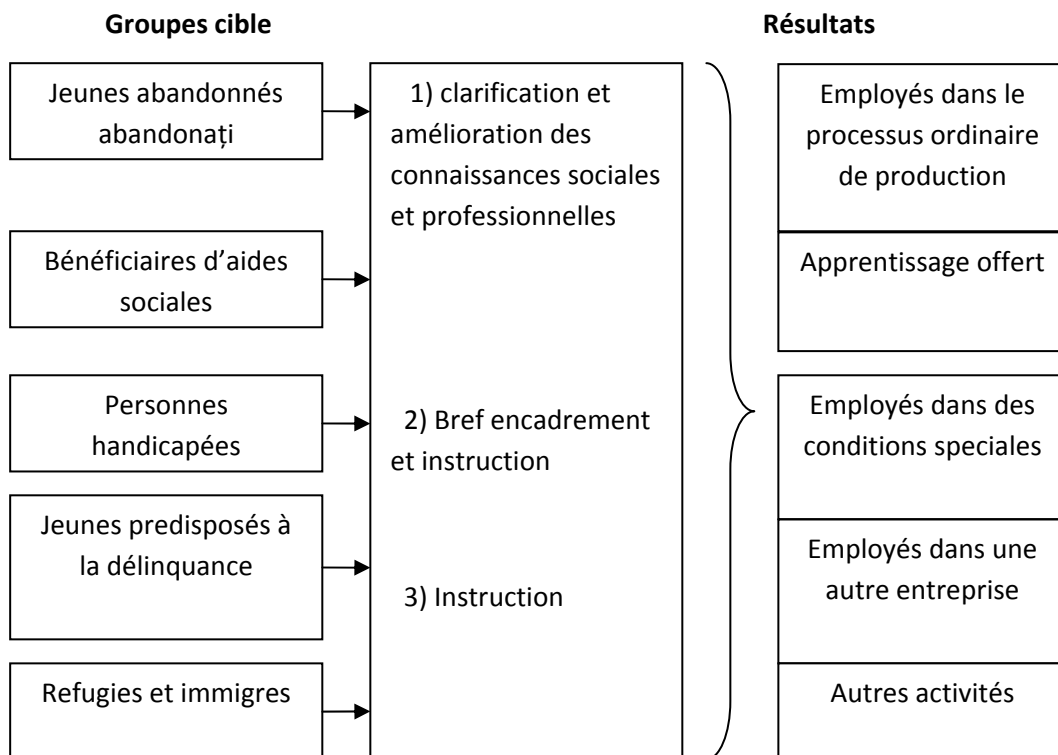 Groupes cible
Résultats
Jeunes abandonnés
abandonați
1) clarification et
amélioration des
connaissances sociales
et professionnelles
Employés dans le
processus ordinaire
de production
Bénéficiaires d’aides
sociales
Apprentissage offert
Personnes
handicapées
2) Bref encadrement
et instruction
Employés dans des
conditions speciales
Jeunes predisposés à
la délinquance
3) Instruction
Employés dans une
autre entreprise
Refugies et immigres
Autres activités